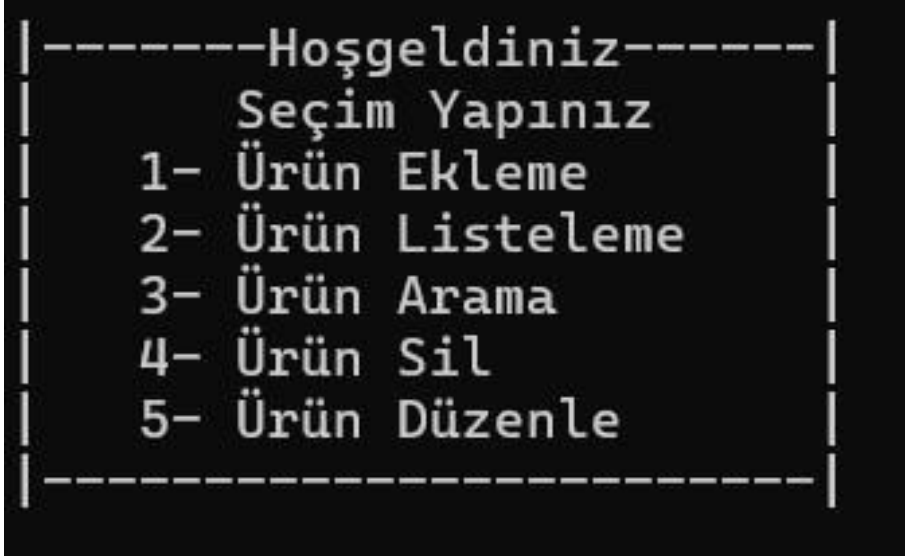 |-------Hoşgeldiniz------|
|      Seçim Yapınız     |
|   1- Ürün Ekleme       |
|   2- Ürün Listeleme    |
|   3- Ürün Arama        |
|   4- Ürün Sil          |
|   5- Ürün Düzenle      |
|------------------------|